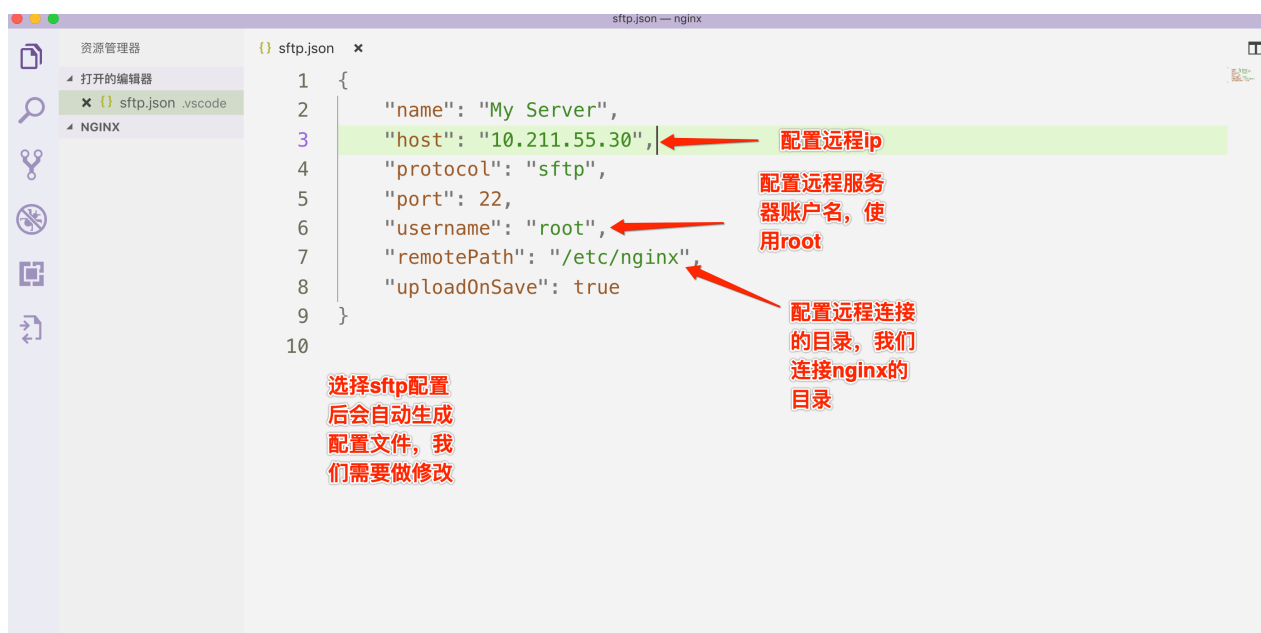 sftp.json — nginx
资源管理器
打开的编辑器
sftp.json .vscode
NGINX
{} sftp.json
1 {
2 "name": "My Server",
3 "host": "10.211.55.30",
4 "protocol": "sftp",
5 "port": 22,
6 "username": "root",
7 "remotePath": "/etc/nginx",
8 "uploadOnSave": true
9 }
10
配置远程ip
配置远程服务
器账户名，使
用root
配置远程连接
的目录，我们
连接nginx的
目录
选择sftp配置
后会自动生成
配置文件，我
们需要做修改